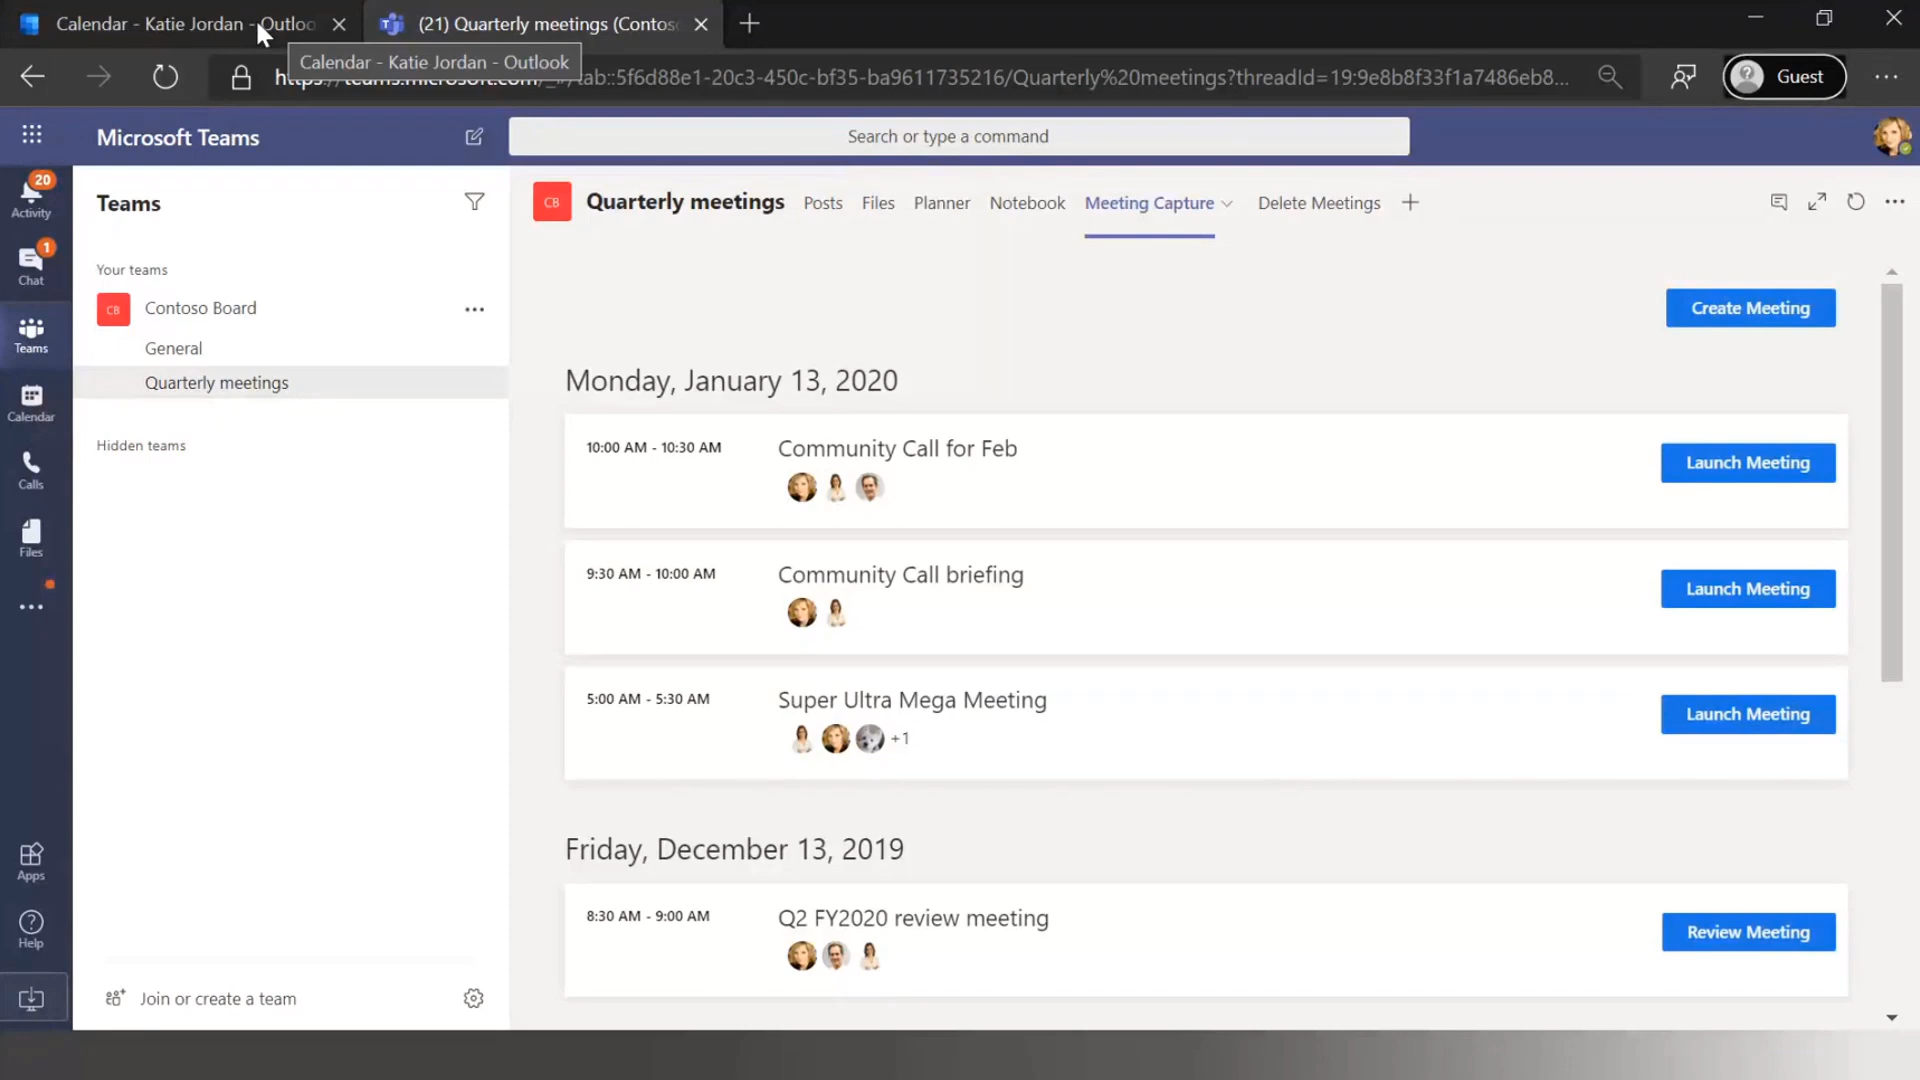 Calendar - Katie Jordan - Outloo
(21) Quarterly meetings (Contos
Calendar - Katie Jordan - Outlook
tab::5f6d88e1-20c3-450c-bf35-ba9611735216/Quarterly%20meetings?threadId=19:9e8b8f33f1a7486eb8...
Guest
Microsoft Teams
Search or type a command
20
Activity
1
Chat
Teams
Calendar
Calls
Files
Apps
Help
Teams
Your teams
CB
Contoso Board
General
Quarterly meetings
Hidden teams
Join or create a team
CB
Quarterly meetings
Posts
Files
Planner
Notebook
Meeting Capture
Delete Meetings
Create Meeting
Monday, January 13, 2020
10:00 AM - 10:30 AM
Community Call for Feb
Launch Meeting
9:30 AM - 10:00 AM
Community Call briefing
Launch Meeting
5:00 AM - 5:30 AM
Super Ultra Mega Meeting
+1
Launch Meeting
Friday, December 13, 2019
8:30 AM - 9:00 AM
Q2 FY2020 review meeting
Review Meeting